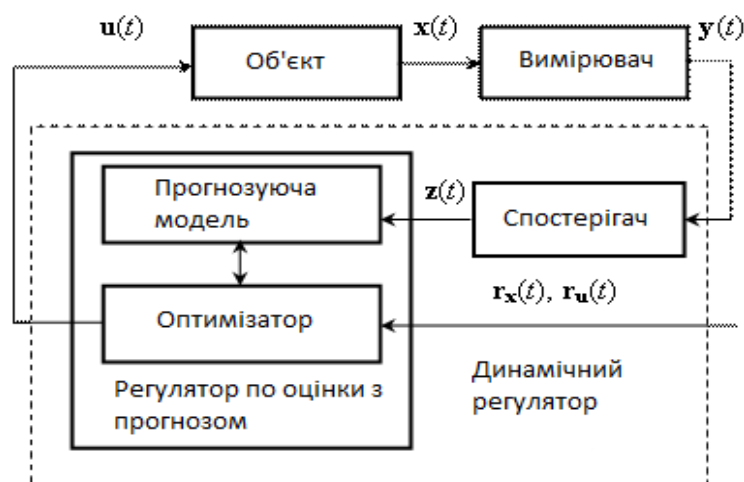 u(t)
x(t)
y(t)
Об'єкт
Вимірювач
Прогнозуюча
модель
z(t)
Спостерігач
rₓ(t), rᵤ(t)
Оптимізатор
Регулятор по оцінки з
прогнозом
Динамічний
регулятор